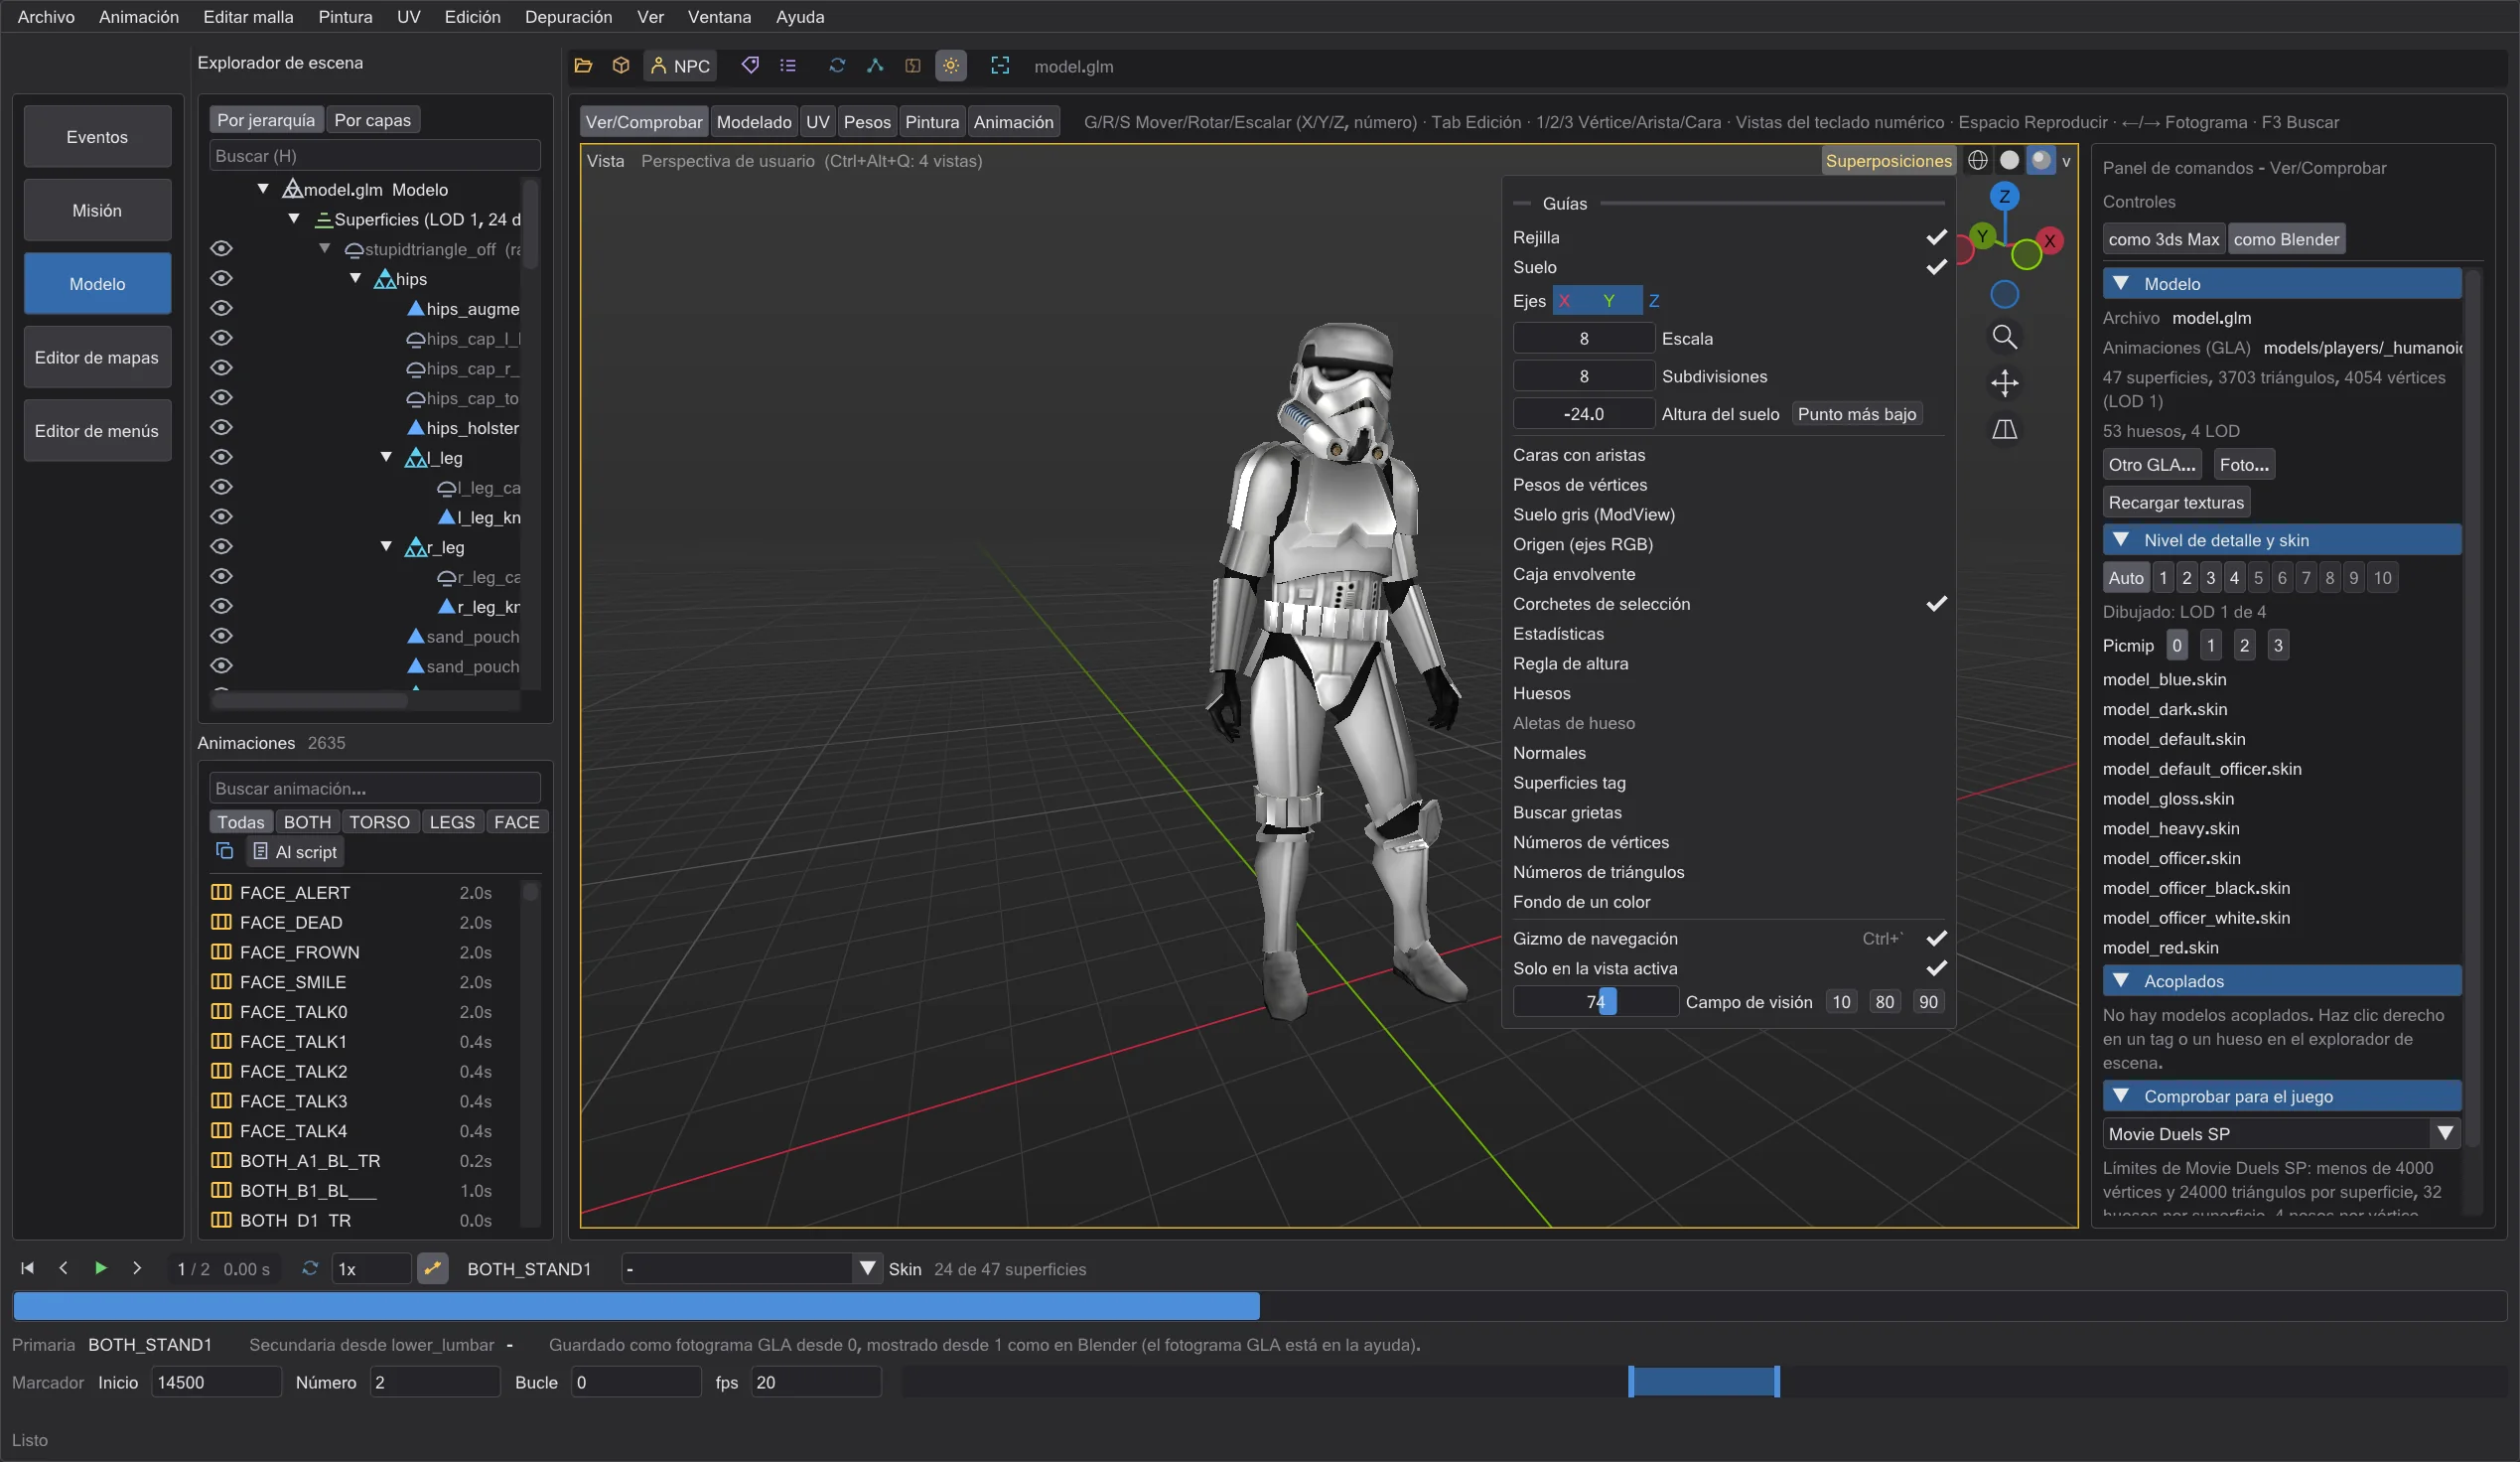 Archivo Animación Editar malla Pintura UV Edición Depuración Ver Ventana Ayuda
Explorador de escena
NPC
model.glm
Eventos
Misión
Modelo
Editor de mapas
Editor de menús
Por jerarquía Por capas
Buscar (H)
model.glm Modelo
Superficies (LOD 1, 24 d
stupidtriangle_off (ra
hips
hips_augme
hips_cap_l_l
hips_cap_r_
hips_cap_to
hips_holster
l_leg
l_leg_ca
l_leg_kn
r_leg
r_leg_ca
r_leg_kn
sand_pouch
sand_pouch
Animaciones 2635
Buscar animación...
Todas BOTH TORSO LEGS FACE
Al script
FACE_ALERT 2.0s
FACE_DEAD 2.0s
FACE_FROWN 2.0s
FACE_SMILE 2.0s
FACE_TALK0 2.0s
FACE_TALK1 0.4s
FACE_TALK2 0.4s
FACE_TALK3 0.4s
FACE_TALK4 0.4s
BOTH_A1_BL_TR 0.2s
BOTH_B1_BL___ 1.0s
BOTH_D1_TR 0.0s
Ver/Comprobar Modelado UV Pesos Pintura Animación G/R/S Mover/Rotar/Escalar (X/Y/Z, número) · Tab Edición · 1/2/3 Vértice/Arista/Cara · Vistas del teclado numérico · Espacio Reproducir · ←/→ Fotograma · F3 Buscar
Vista Perspectiva de usuario (Ctrl+Alt+Q: 4 vistas)
Superposiciones v
Z
Y
X
Guías
Rejilla
Suelo
Ejes X Y Z
8 Escala
8 Subdivisiones
-24.0 Altura del suelo Punto más bajo
Caras con aristas
Pesos de vértices
Suelo gris (ModView)
Origen (ejes RGB)
Caja envolvente
Corchetes de selección
Estadísticas
Regla de altura
Huesos
Aletas de hueso
Normales
Superficies tag
Buscar grietas
Números de vértices
Números de triángulos
Fondo de un color
Gizmo de navegación Ctrl+`
Solo en la vista activa
74 Campo de visión 10 80 90
Panel de comandos - Ver/Comprobar
Controles
como 3ds Max como Blender
Modelo
Archivo model.glm
Animaciones (GLA) models/players/_humanoid
47 superficies, 3703 triángulos, 4054 vértices
(LOD 1)
53 huesos, 4 LOD
Otro GLA... Foto...
Recargar texturas
Nivel de detalle y skin
Auto 1 2 3 4 5 6 7 8 9 10
Dibujado: LOD 1 de 4
Picmip 0 1 2 3
model_blue.skin
model_dark.skin
model_default.skin
model_default_officer.skin
model_gloss.skin
model_heavy.skin
model_officer.skin
model_officer_black.skin
model_officer_white.skin
model_red.skin
Acoplados
No hay modelos acoplados. Haz clic derecho
en un tag o un hueso en el explorador de
escena.
Comprobar para el juego
Movie Duels SP
Límites de Movie Duels SP: menos de 4000
vértices y 24000 triángulos por superficie, 32
huesos por superficie, 4 pesos por vértice
1 / 2 0.00 s 1x BOTH_STAND1 - Skin 24 de 47 superficies
Primaria BOTH_STAND1 Secundaria desde lower_lumbar - Guardado como fotograma GLA desde 0, mostrado desde 1 como en Blender (el fotograma GLA está en la ayuda).
Marcador Inicio 14500 Número 2 Bucle 0 fps 20
Listo